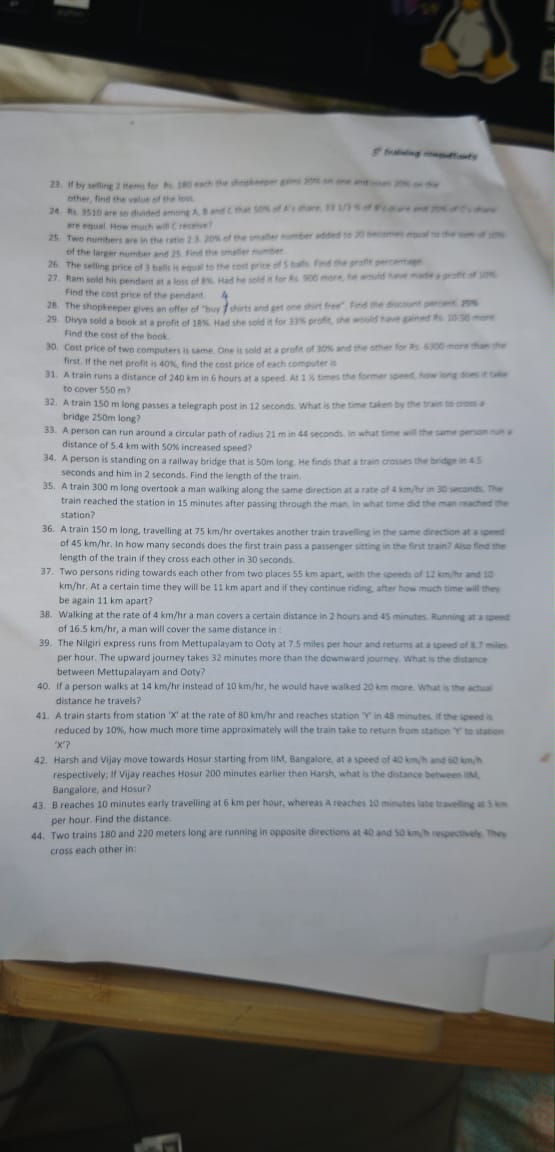 23. If by selling 2 items for Rs. 180 each the shopkeeper gains 20% on one and loses 20% on the
other, find the value of the loss.
24. Rs. 3510 are so divided among A, B and C that 50% of A's share, 33 1/3 % of B's share and of C's share
are equal. How much will C receive?
25. Two numbers are in the ratio 2:3. 20% of the smaller number added to 20 becomes equal to the sum of 10%
of the larger number and 25. Find the smaller number.
26. The selling price of 3 balls is equal to the cost price of 5 balls. Find the profit percentage.
27. Ram sold his pendant at a loss of 8%. Had he sold it for Rs. 900 more, he would have made a profit of 10%.
Find the cost price of the pendant.
28. The shopkeeper gives an offer of "buy 4 shirts and get one shirt free". Find the discount percent. 20%
29. Divya sold a book at a profit of 18%. Had she sold it for 33% profit, she would have gained Rs. 10.50 more.
Find the cost of the book.
30. Cost price of two computers is same. One is sold at a profit of 30% and the other for Rs. 6300 more than the
first. If the net profit is 40%, find the cost price of each computer is
31. A train runs a distance of 240 km in 6 hours at a speed. At 1 times the former speed, how long does it take
to cover 550 m?
32. A train 150 m long passes a telegraph post in 12 seconds. What is the time taken by the train to cross a
bridge 250m long?
33. A person can run around a circular path of radius 21 m in 44 seconds. In what time will the same person run a
distance of 5.4 km with 50% increased speed?
34. A person is standing on a railway bridge that is 50m long. He finds that a train crosses the bridge in 4.5
seconds and him in 2 seconds. Find the length of the train.
35. A train 300 m long overtook a man walking along the same direction at a rate of 4 km/hr in 30 seconds. The
train reached the station in 15 minutes after passing through the man. In what time did the man reached the
station?
36. A train 150 m long, travelling at 75 km/hr overtakes another train travelling in the same direction at a speed
of 45 km/hr. In how many seconds does the first train pass a passenger sitting in the first train? Also find the
length of the train if they cross each other in 30 seconds.
37. Two persons riding towards each other from two places 55 km apart, with the speeds of 12 km/hr and 10
km/hr. At a certain time they will be 11 km apart and if they continue riding, after how much time will they
be again 11 km apart?
38. Walking at the rate of 4 km/hr a man covers a certain distance in 2 hours and 45 minutes. Running at a speed
of 16.5 km/hr, a man will cover the same distance in :
39. The Nilgiri express runs from Mettupalayam to Ooty at 7.5 miles per hour and returns at a speed of 8.7 miles
per hour. The upward journey takes 32 minutes more than the downward journey. What is the distance
between Mettupalayam and Ooty?
40. If a person walks at 14 km/hr instead of 10 km/hr, he would have walked 20 km more. What is the actual
distance he travels?
41. A train starts from station 'X' at the rate of 80 km/hr and reaches station 'Y' in 48 minutes. If the speed is
reduced by 10%, how much more time approximately will the train take to return from station 'Y' to station
'X'?
42. Harsh and Vijay move towards Hosur starting from IIM, Bangalore, at a speed of 40 km/h and 60 km/h
respectively; If Vijay reaches Hosur 200 minutes earlier then Harsh, what is the distance between IIM,
Bangalore, and Hosur?
43. B reaches 10 minutes early travelling at 6 km per hour, whereas A reaches 10 minutes late travelling at 5 km
per hour. Find the distance.
44. Two trains 180 and 220 meters long are running in opposite directions at 40 and 50 km/h respectively. They
cross each other in: